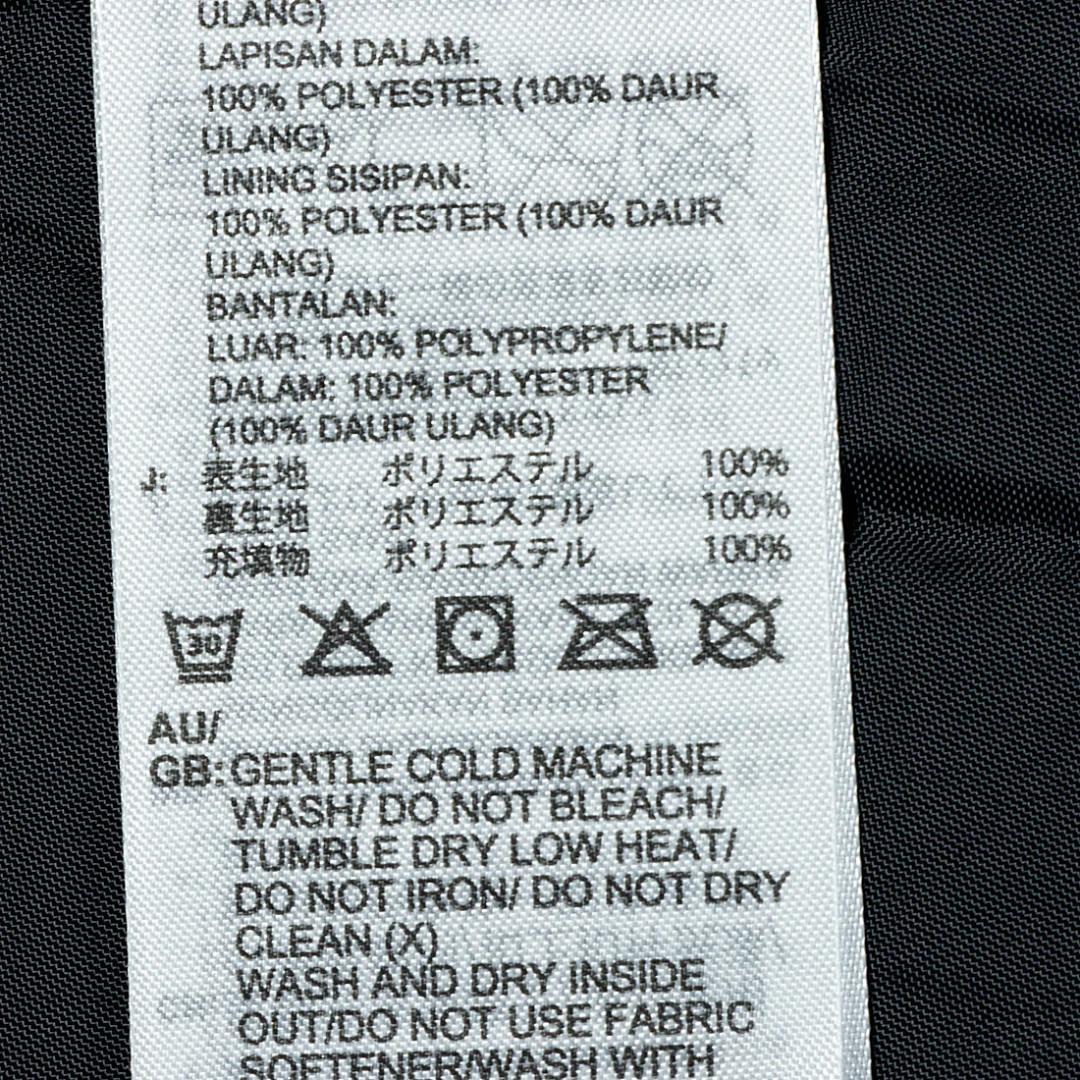 ULANG)
LAPISAN DALAM:
100% POLYESTER (100% DAUR
ULANG)
LINING SISIPAN:
100% POLYESTER (100% DAUR
ULANG)
BANTALAN:
LUAR: 100% POLYPROPYLENE/
DALAM: 100% POLYESTER
(100% DAUR ULANG)
J: 表生地 ポリエステル 100%
裏生地 ポリエステル 100%
充填物 ポリエステル 100%
30
AU/
GB: GENTLE COLD MACHINE
WASH/ DO NOT BLEACH/
TUMBLE DRY LOW HEAT/
DO NOT IRON/ DO NOT DRY
CLEAN (X)
WASH AND DRY INSIDE
OUT/DO NOT USE FABRIC
SOFTENER/WASH WITH